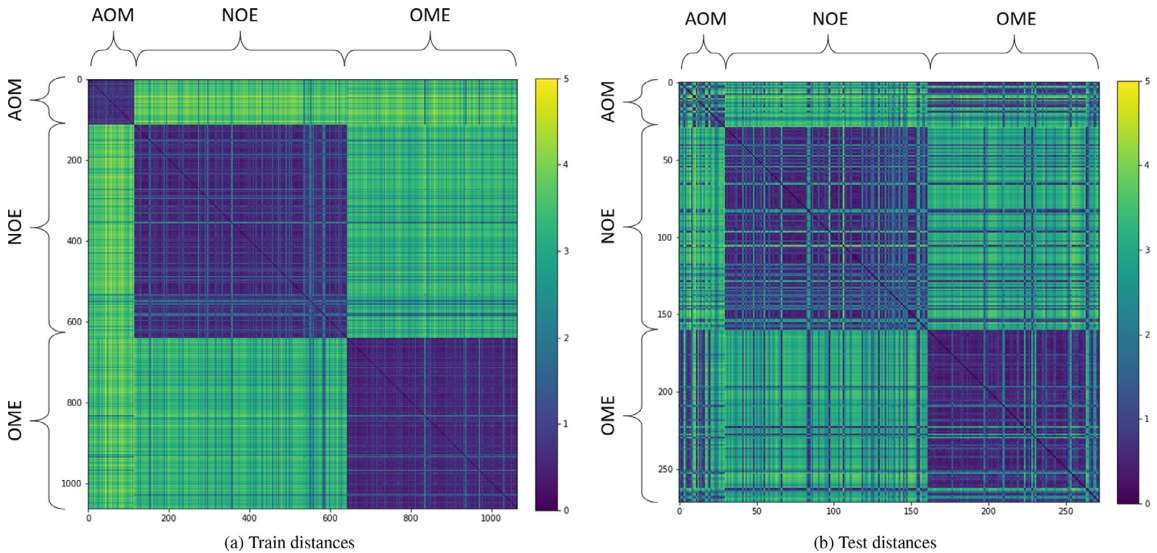 AOM NOE OME
AOM
NOE
OME
0
200
400
600
800
1000
0 200 400 600 800 1000
5
4
3
2
1
0
(a) Train distances
AOM NOE OME
AOM
NOE
OME
0
50
100
150
200
250
0 50 100 150 200 250
5
4
3
2
1
0
(b) Test distances